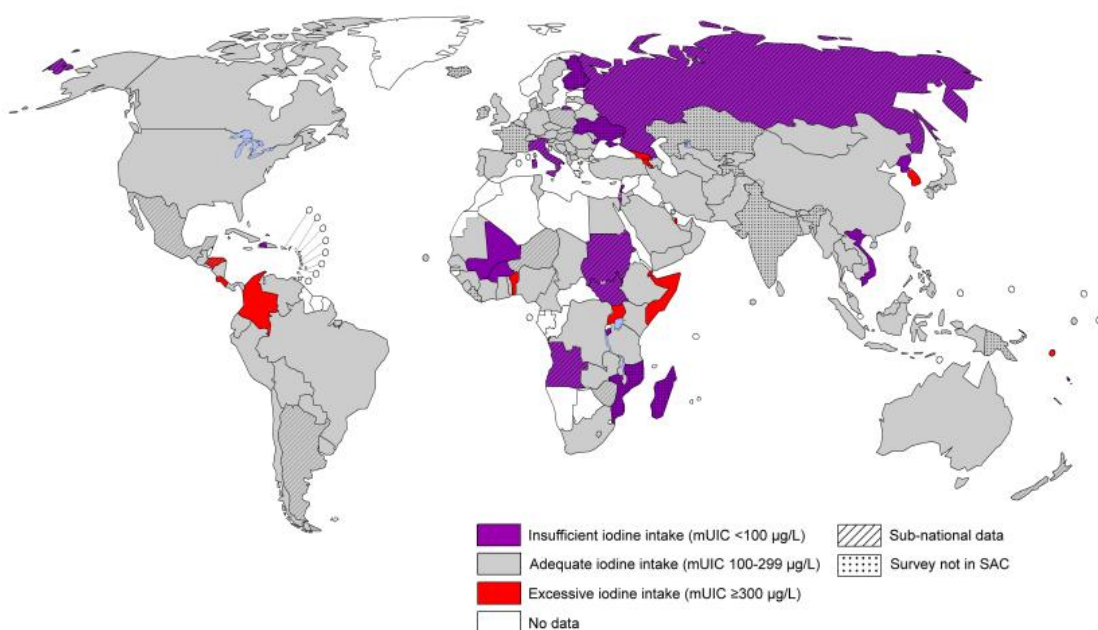 Insufficient iodine intake (mUIC <100 µg/L)
Adequate iodine intake (mUIC 100-299 µg/L)
Excessive iodine intake (mUIC ≥300 µg/L)
No data
Sub-national data
Survey not in SAC